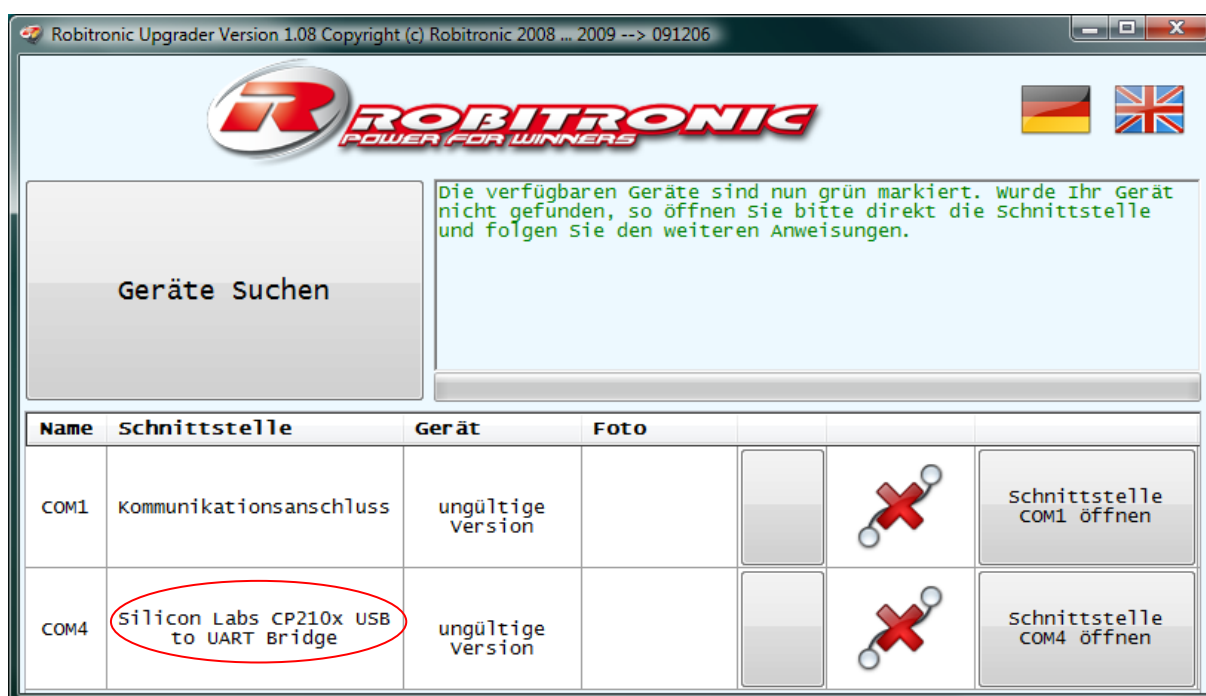 Robitronic Upgrader Version 1.08 Copyright (c) Robitronic 2008 ... 2009 --> 091206
R ROBITRONIC
POWER FOR WINNERS
Geräte Suchen
Die verfügbaren Geräte sind nun grün markiert. Wurde Ihr Gerät
nicht gefunden, so öffnen Sie bitte direkt die Schnittstelle
und folgen Sie den weiteren Anweisungen.
Name Schnittstelle Gerät Foto
COM1 Kommunikationsanschluss ungültige
Version
Schnittstelle
COM1 öffnen
COM4 Silicon Labs CP210x USB
to UART Bridge
ungültige
Version
Schnittstelle
COM4 öffnen